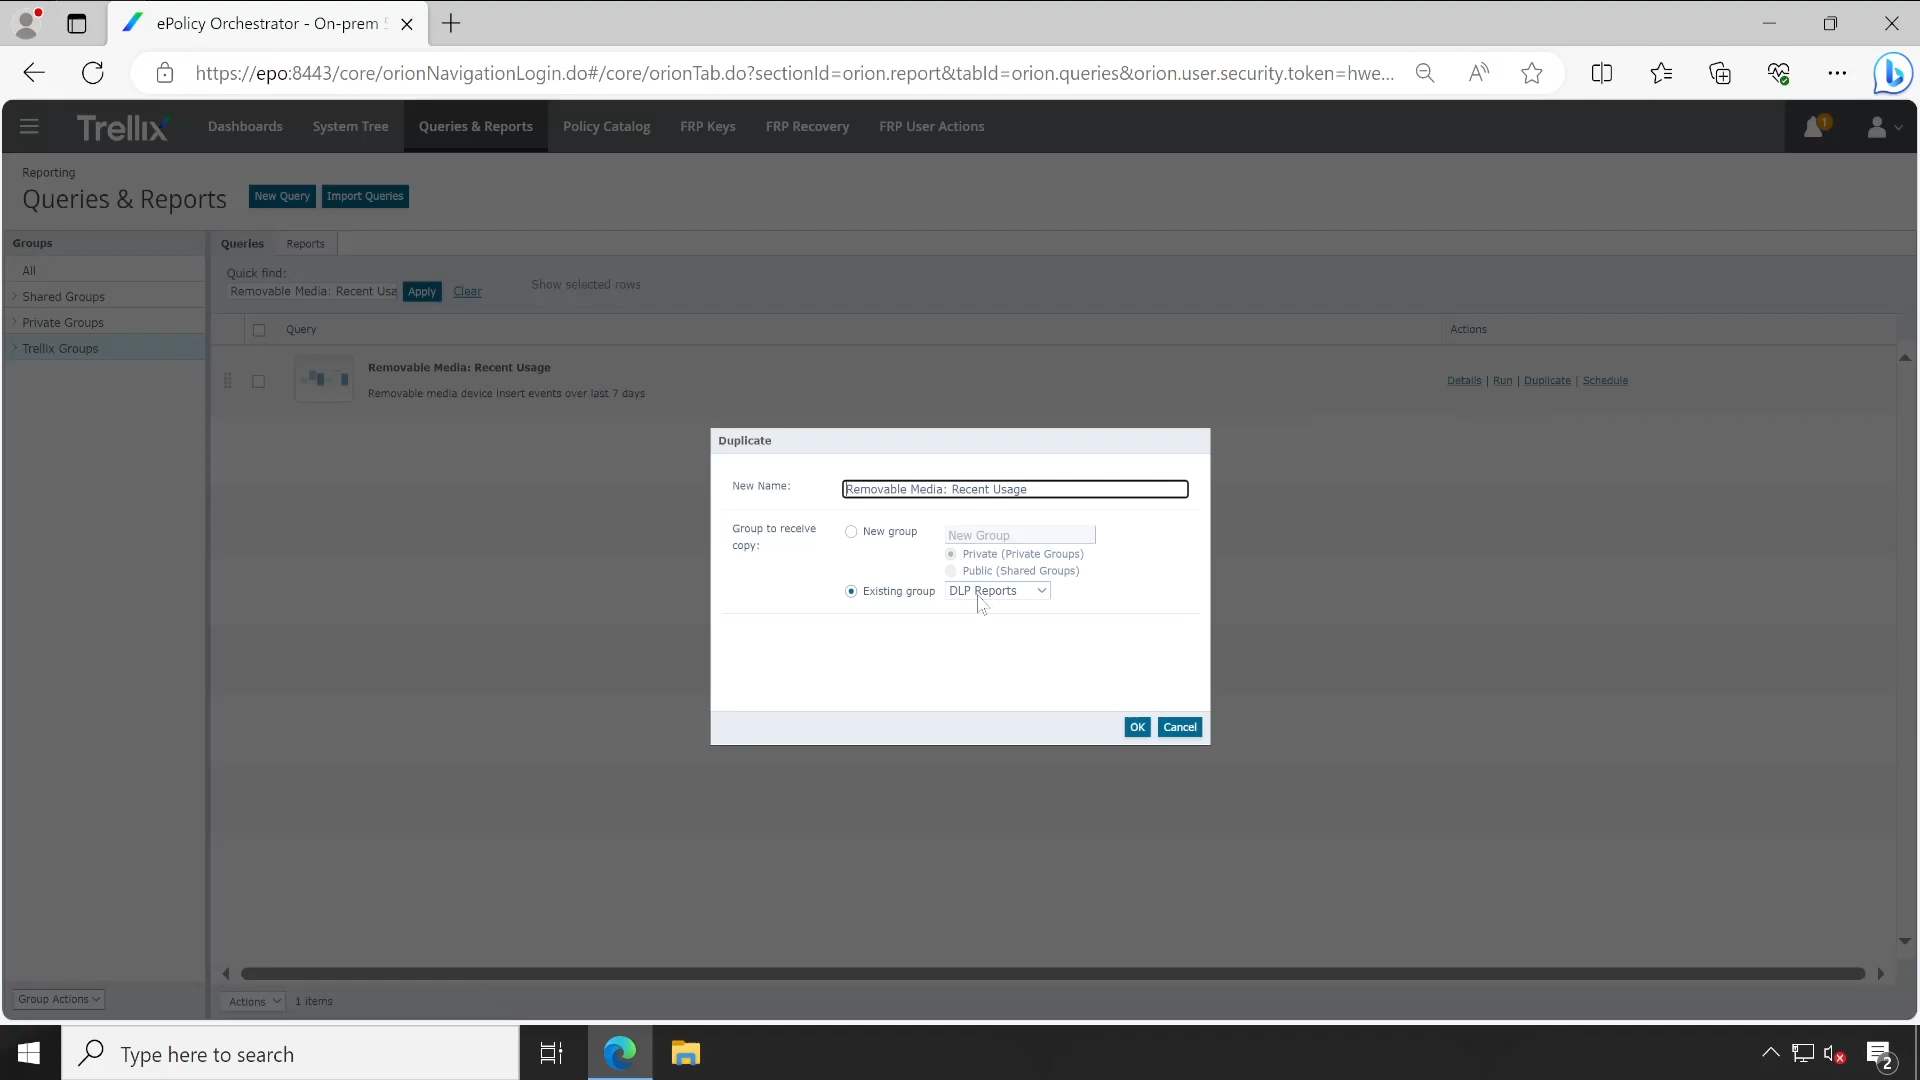 ePolicy Orchestrator - On-prem
https://epo:8443/core/orionNavigationLogin.do#/core/orionTab.do?sectionId=orion.report&tabId=orion.queries&orion.user.security.token=hwe...
Trellix
Dashboards
System Tree
Queries & Reports
Policy Catalog
FRP Keys
FRP Recovery
FRP User Actions
1
Reporting
Queries & Reports
New Query
Import Queries
Groups
All
Shared Groups
Private Groups
Trellix Groups
Queries
Reports
Quick find:
Removable Media: Recent Usa
Apply
Clear
Show selected rows
Query
Actions
Removable Media: Recent Usage
Removable media device insert events over last 7 days
Details | Run | Duplicate | Schedule
Duplicate
New Name:
Removable Media: Recent Usage
Group to receive
copy:
New group
New Group
Private (Private Groups)
Public (Shared Groups)
Existing group
DLP Reports
OK
Cancel
Group Actions
Actions
1 items
Type here to search
2